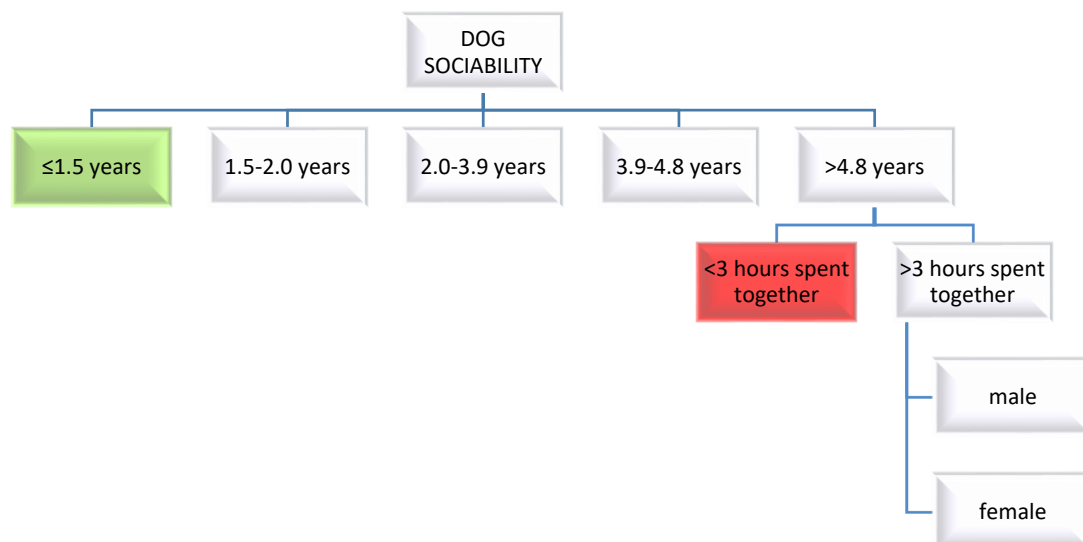 DOG
SOCIABILITY
≤1.5 years
1.5-2.0 years
2.0-3.9 years
3.9-4.8 years
>4.8 years
<3 hours spent
together
>3 hours spent
together
male
female